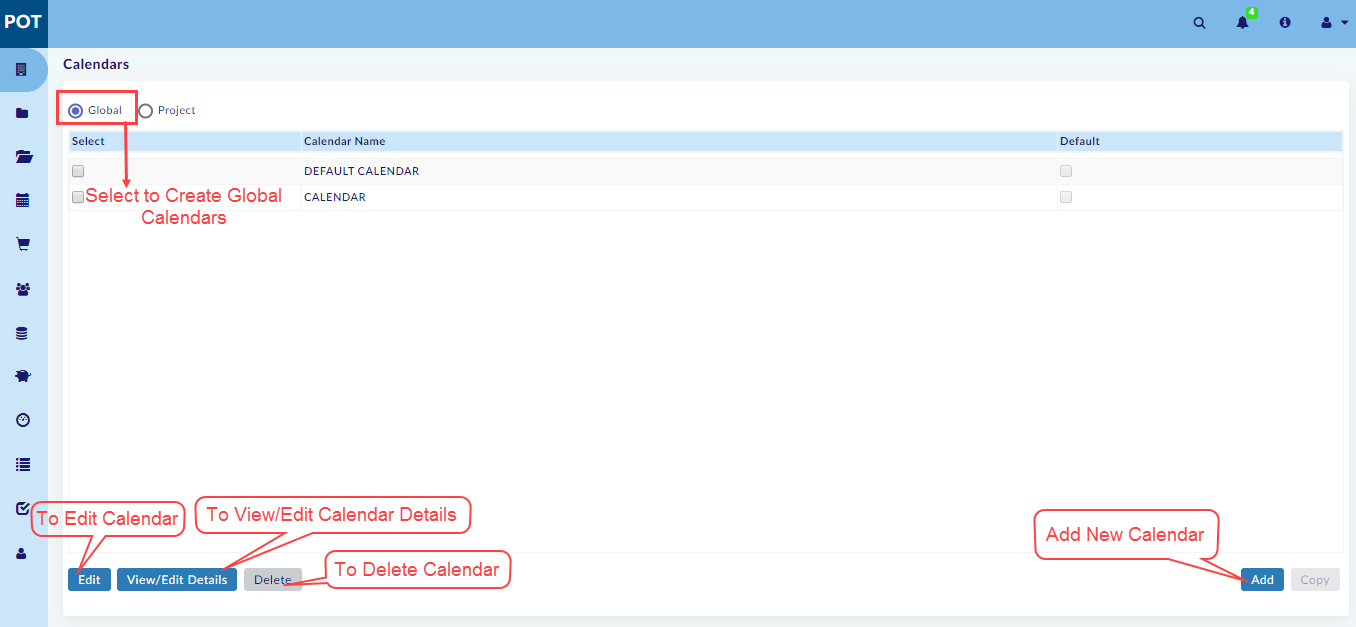 POT
4
Calendars
Global
Project
Select
Calendar Name
Default
DEFAULT CALENDAR
Select to Create Global
Calendars
CALENDAR
To Edit Calendar
To View/Edit Calendar Details
Add New Calendar
To Delete Calendar
Edit
View/Edit Details
Delete
Add
Copy